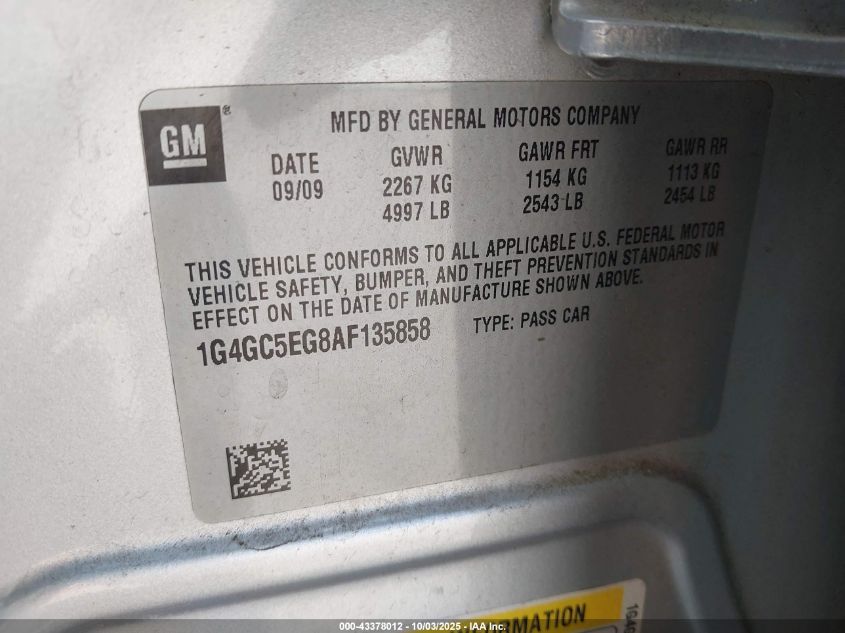 GM ®
MFD BY GENERAL MOTORS COMPANY
DATE GVWR GAWR FRT GAWR RR
09/09 2267 KG 1154 KG 1113 KG
4997 LB 2543 LB 2454 LB
THIS VEHICLE CONFORMS TO ALL APPLICABLE U.S. FEDERAL MOTOR
VEHICLE SAFETY, BUMPER, AND THEFT PREVENTION STANDARDS IN
EFFECT ON THE DATE OF MANUFACTURE SHOWN ABOVE.
1G4GC5EG8AF135858 TYPE: PASS CAR
000-43378012 - 10/03/2025 - IAA Inc.